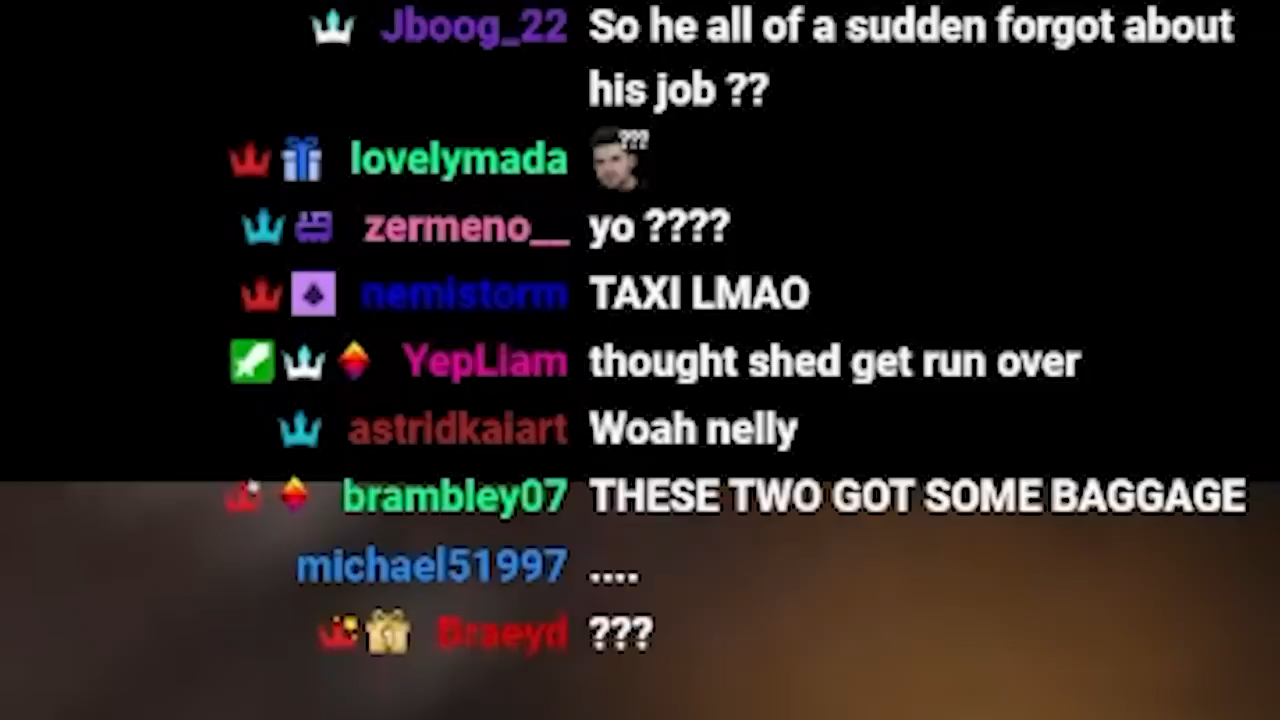 Jboog_22 So he all of a sudden forgot about
his job ??
lovelymada ???
zermeno__ yo ????
nemistorm TAXI LMAO
YepLiam thought shed get run over
astridkaiart Woah nelly
brambley07 THESE TWO GOT SOME BAGGAGE
michael51997 ....
Braeyd ???